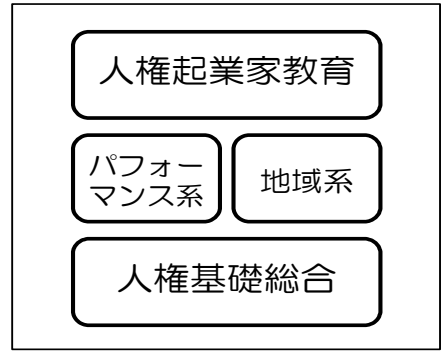 人権起業家教育
パフォー
マンス系
地域系
人権基礎総合